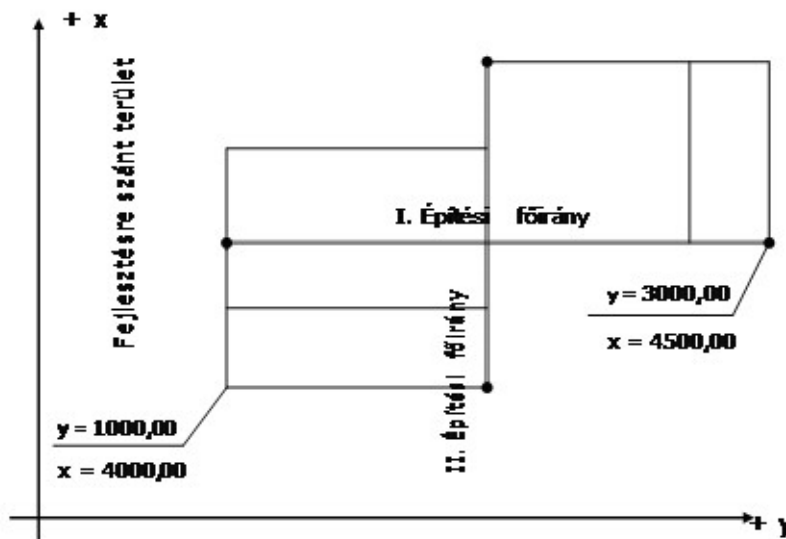 + x
Fejlesztésre szánt terület
I. Építési főirány
II. Építési főirány
y = 3000,00
x = 4500,00
y = 1000,00
x = 4000,00
+ y